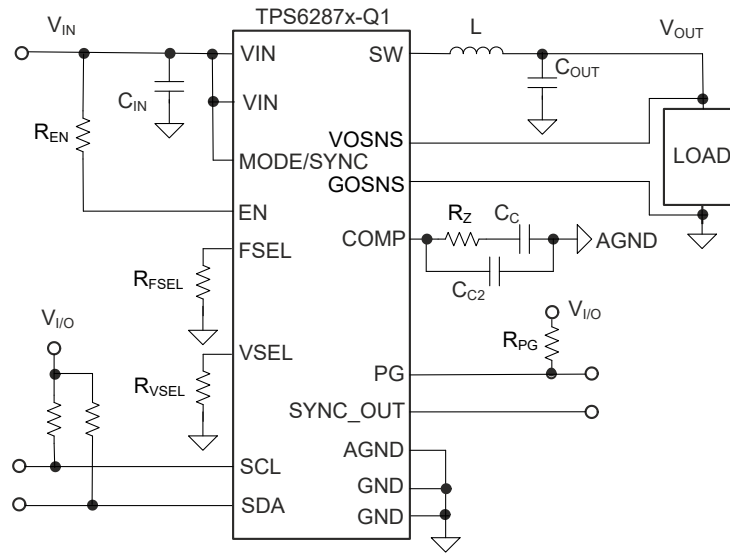 TPS6287x-Q1
V_IN
VIN
SW
L
V_OUT
C_IN
C_OUT
VIN
R_EN
VOSNS
LOAD
MODE/SYNC
GOSNS
EN
R_Z
C_C
COMP
AGND
FSEL
R_FSEL
C_C2
V_I/O
V_I/O
VSEL
R_PG
R_VSEL
PG
SYNC_OUT
AGND
SCL
GND
SDA
GND